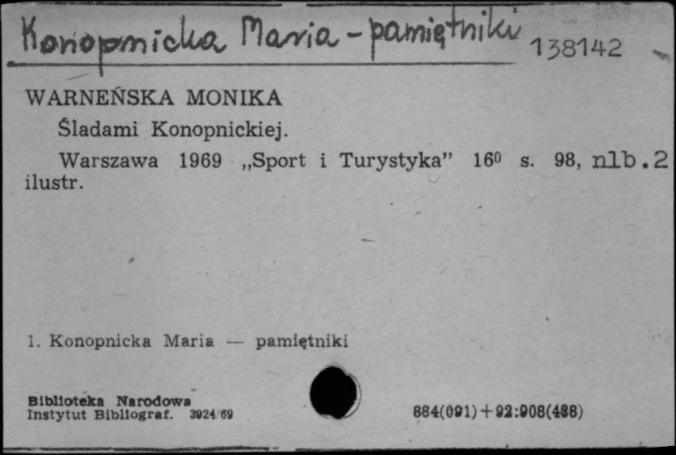 Konopnicka Maria - pamiętniki 138142
WARNEŃSKA MONIKA
Śladami Konopnickiej.
Warszawa 1969 „Sport i Turystyka” 16⁰ s. 98, nlb.2
ilustr.
1. Konopnicka Maria — pamiętniki
Biblioteka Narodowa
Instytut Bibliograf. 3924/69
884(091)+92:908(438)